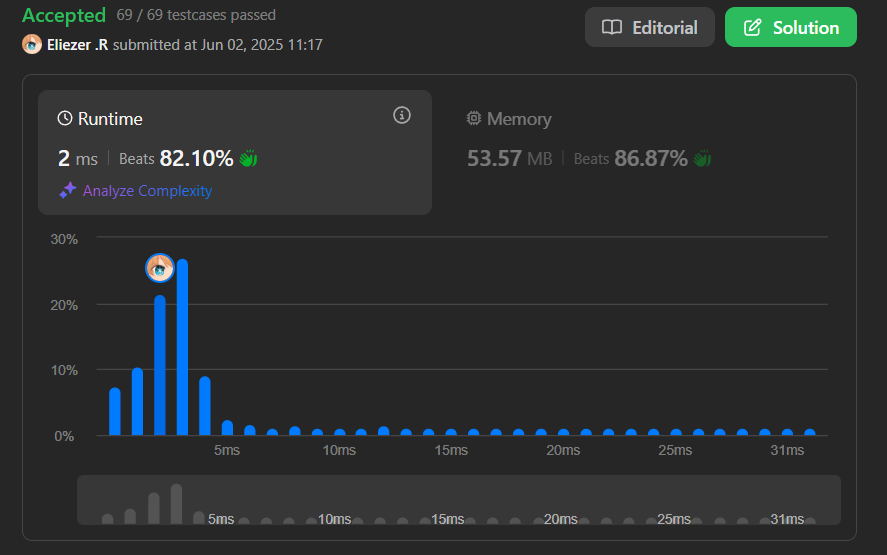 Accepted 69 / 69 testcases passed
Editorial
Solution
Eliezer .R submitted at Jun 02, 2025 11:17
Runtime
Memory
2 ms | Beats 82.10%
53.57 MB | Beats 86.87%
Analyze Complexity
30%
20%
10%
0%
5ms 10ms 15ms 20ms 25ms 31ms
5ms 10ms 15ms 20ms 25ms 31ms